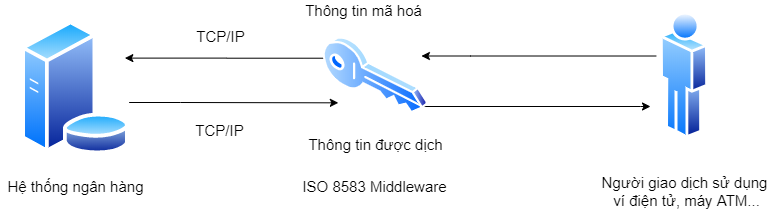 Thông tin mã hoá
TCP/IP
TCP/IP
Thông tin được dịch
Hệ thống ngân hàng
ISO 8583 Middleware
Người giao dịch sử dụng
ví điện tử, máy ATM...